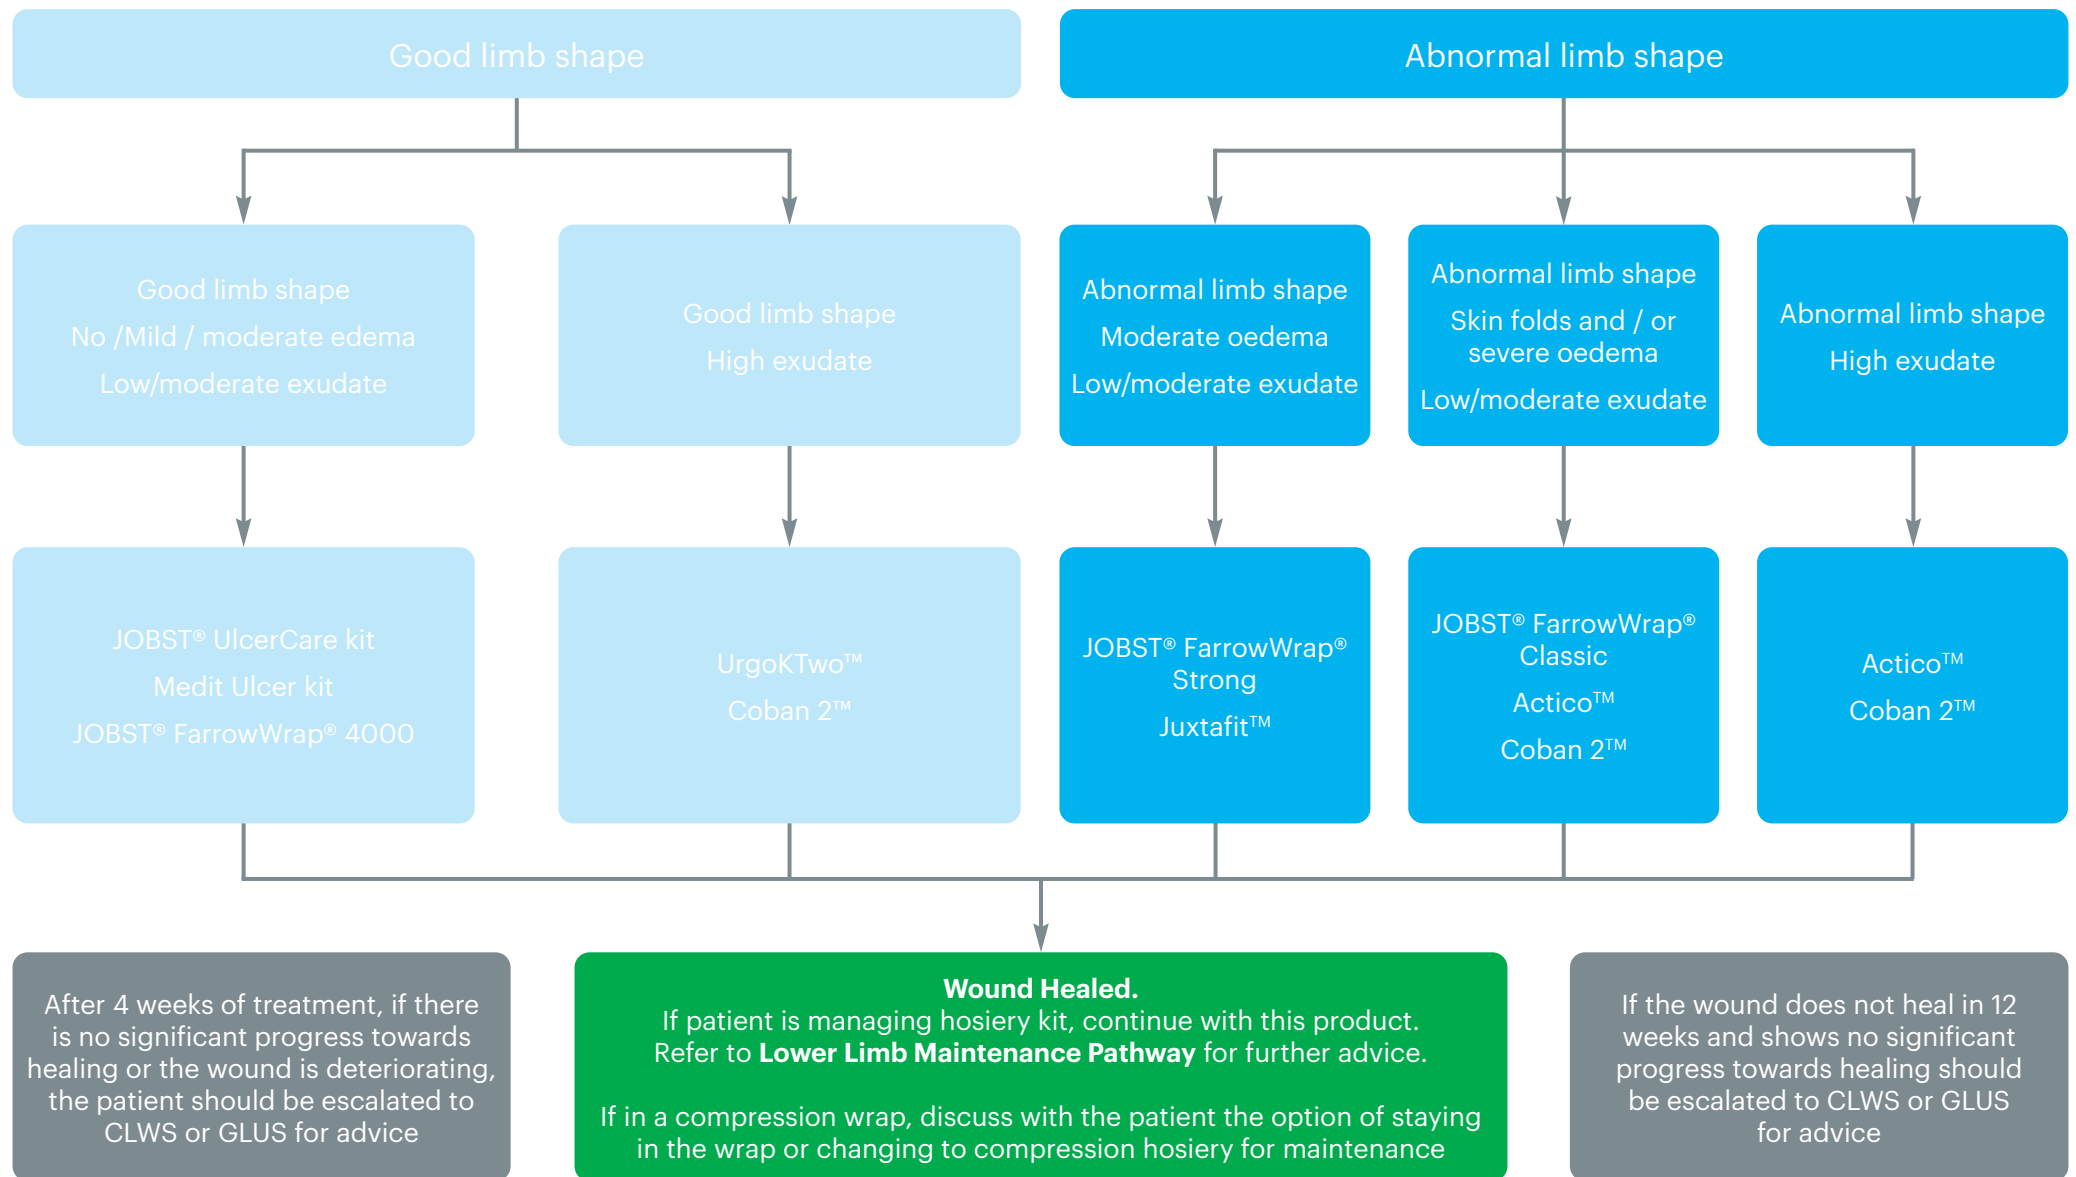 Good limb shape
Abnormal limb shape
Good limb shape
No /Mild / moderate edema
Low/moderate exudate
Good limb shape
High exudate
Abnormal limb shape
Moderate oedema
Low/moderate exudate
Abnormal limb shape
Skin folds and / or
severe oedema
Low/moderate exudate
Abnormal limb shape
High exudate
JOBST® UlcerCare kit
Medit Ulcer kit
JOBST® FarrowWrap® 4000
UrgoKTwo™
Coban 2™
JOBST® FarrowWrap®
Strong
Juxtafit™
JOBST® FarrowWrap®
Classic
Actico™
Coban 2™
Actico™
Coban 2™
After 4 weeks of treatment, if there
is no significant progress towards
healing or the wound is deteriorating,
the patient should be escalated to
CLWS or GLUS for advice
Wound Healed.
If patient is managing hosiery kit, continue with this product.
Refer to Lower Limb Maintenance Pathway for further advice.
If in a compression wrap, discuss with the patient the option of staying
in the wrap or changing to compression hosiery for maintenance
If the wound does not heal in 12
weeks and shows no significant
progress towards healing should
be escalated to CLWS or GLUS
for advice